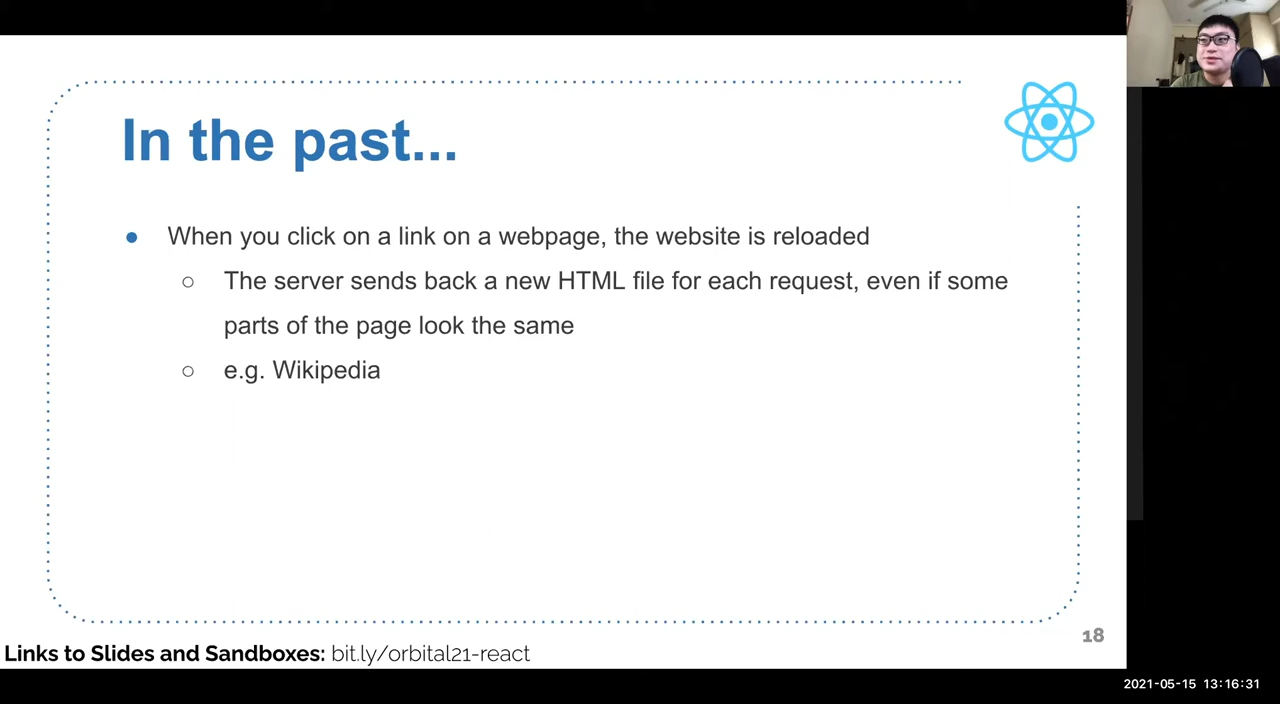 In the past...
● When you click on a link on a webpage, the website is reloaded
○ The server sends back a new HTML file for each request, even if some
parts of the page look the same
○ e.g. Wikipedia
18
Links to Slides and Sandboxes: bit.ly/orbital21-react
2021-05-15 13:16:31